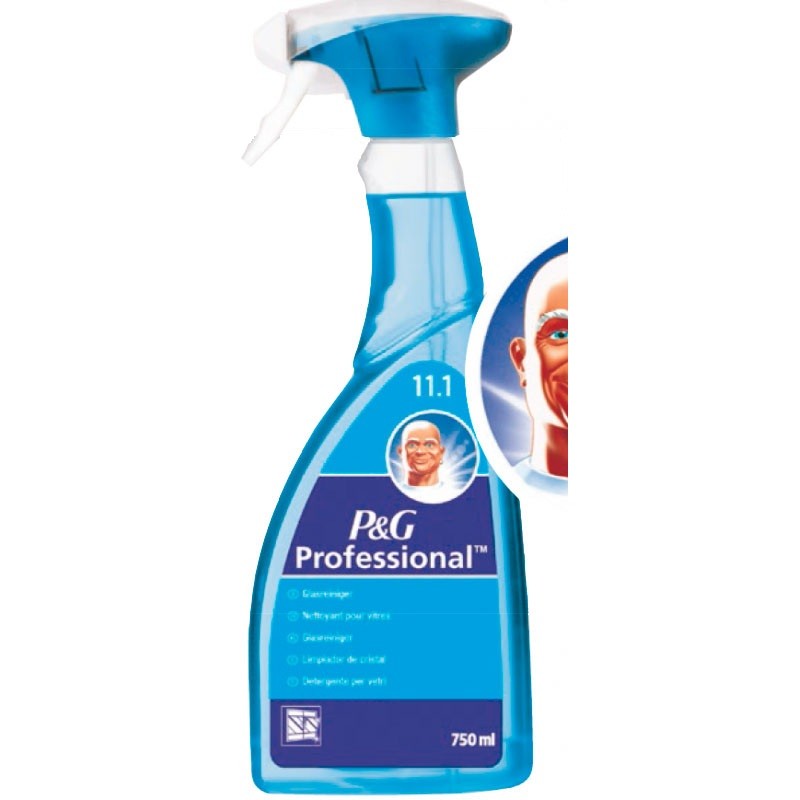 11.1
P&G
Professional™
Glasreiniger
Nettoyant pour vitres
Glasreiniger
Limpiador de cristal
Detergente per vetri
750 ml